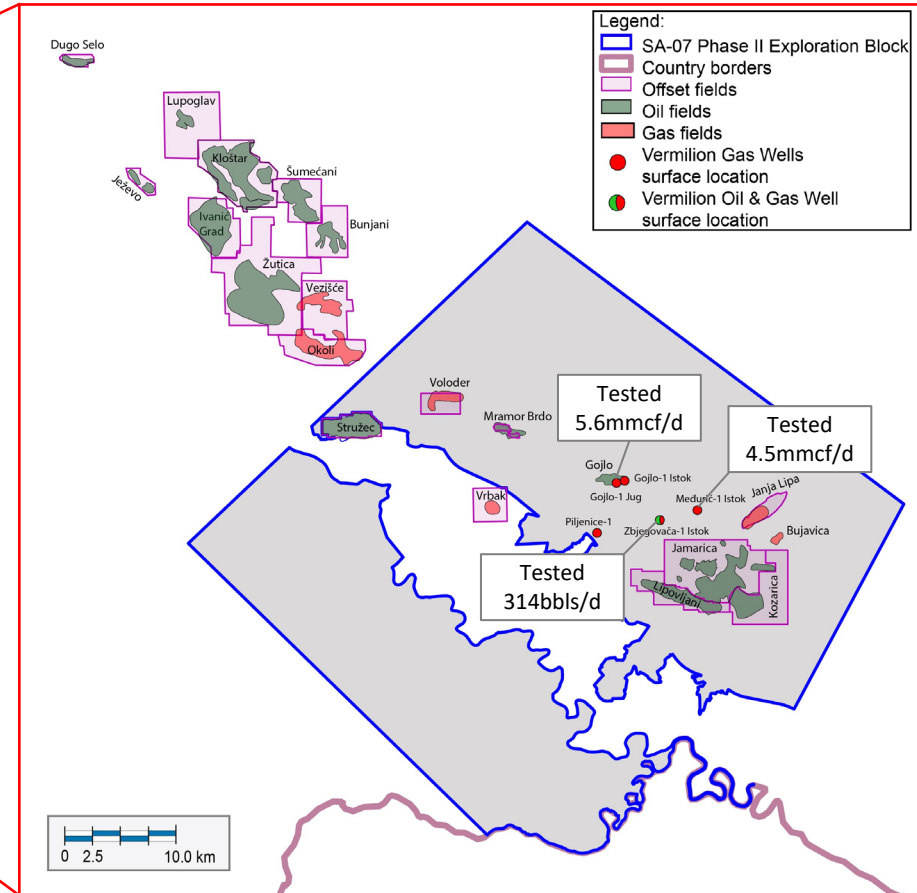 Legend:
SA-07 Phase II Exploration Block
Country borders
Offset fields
Oil fields
Gas fields
Vermilion Gas Wells
surface location
Vermilion Oil & Gas Well
surface location
Dugo Selo
Lupoglav
Kloštar
Šumećani
Ježevo
Ivanić
Grad
Bunjani
Žutica
Vezišće
Okoli
Voloder
Stružec
Mramor Brdo
Tested
5.6mmcf/d
Tested
4.5mmcf/d
Gojlo
Gojlo-1 Istok
Gojlo-1 Jug
Međurić-1 Istok
Janja Lipa
Vrbak
Piljenice-1
Zbjegovača-1 Istok
Bujavica
Jamarica
Tested
314bbls/d
Lipovljani
Kozarica
0 2.5 10.0 km